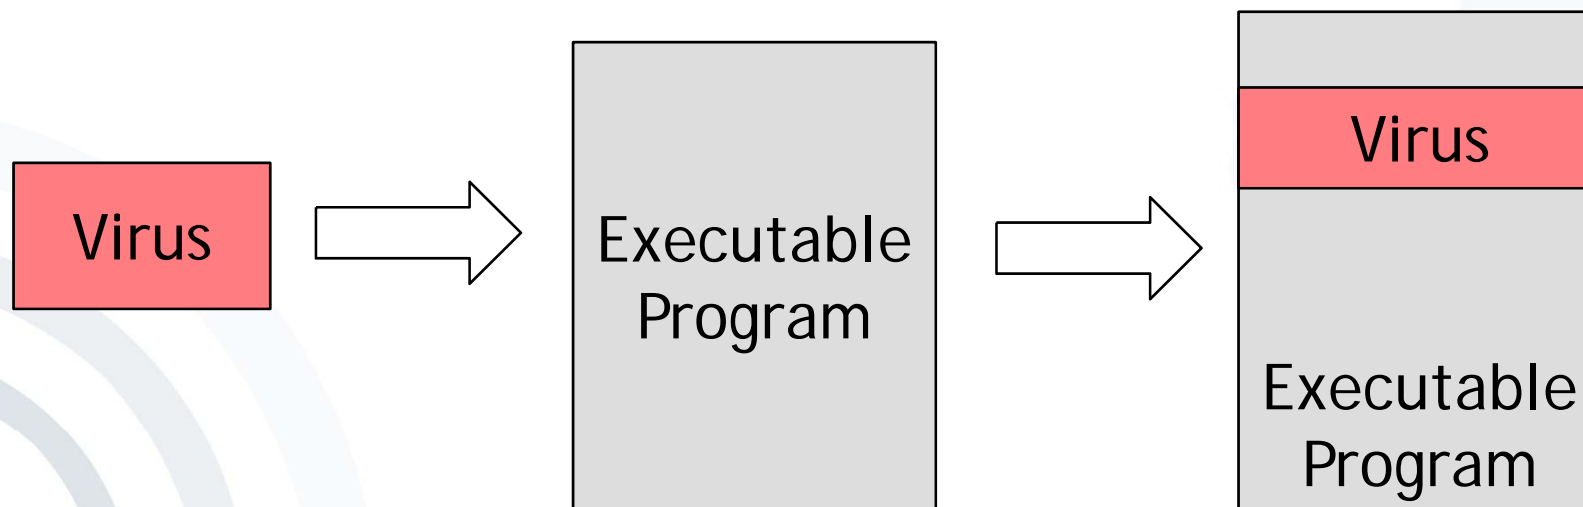 Virus
Executable
Program
Virus
Executable
Program